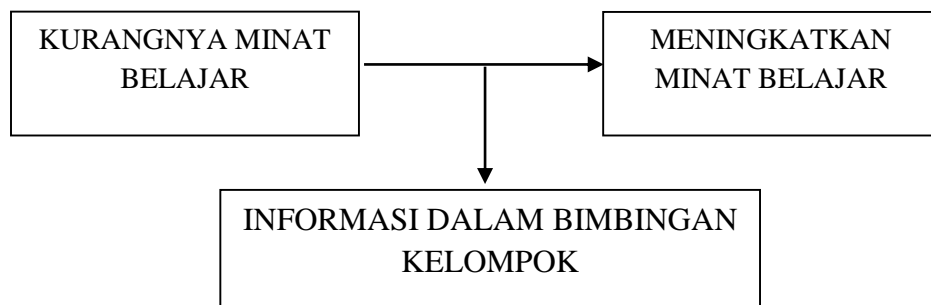 KURANGNYA MINAT
BELAJAR
MENINGKATKAN
MINAT BELAJAR
INFORMASI DALAM BIMBINGAN
KELOMPOK